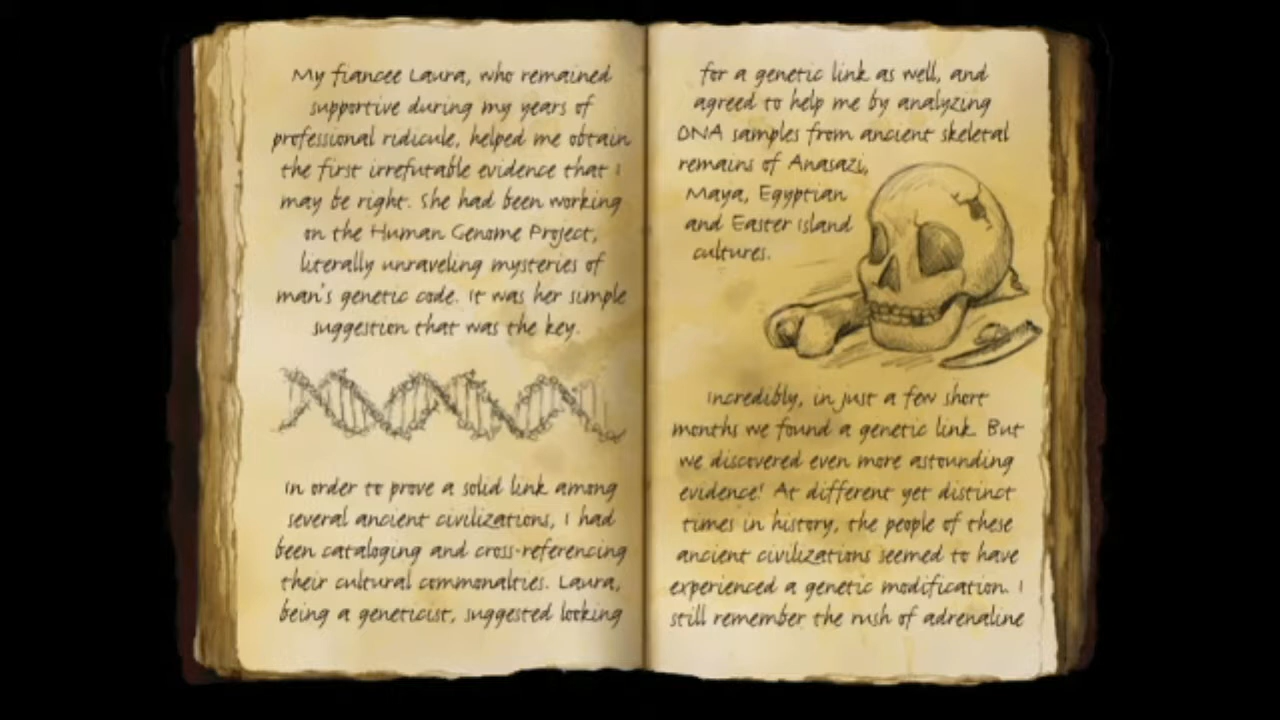 My fiancee Laura, who remained
supportive during my years of
professional ridicule, helped me obtain
the first irrefutable evidence that I
may be right. She had been working
on the Human Genome Project,
literally unraveling mysteries of
man's genetic code. It was her simple
suggestion that was the key.
In order to prove a solid link among
several ancient civilizations, I had
been cataloging and cross-referencing
their cultural commonalties. Laura,
being a geneticist, suggested looking
for a genetic link as well, and
agreed to help me by analyzing
DNA samples from ancient skeletal
remains of Anasazi,
Maya, Egyptian
and Easter Island
cultures.
Incredibly, in just a few short
months we found a genetic link. But
we discovered even more astounding
evidence! At different yet distinct
times in history, the people of these
ancient civilizations seemed to have
experienced a genetic modification. I
still remember the rush of adrenaline